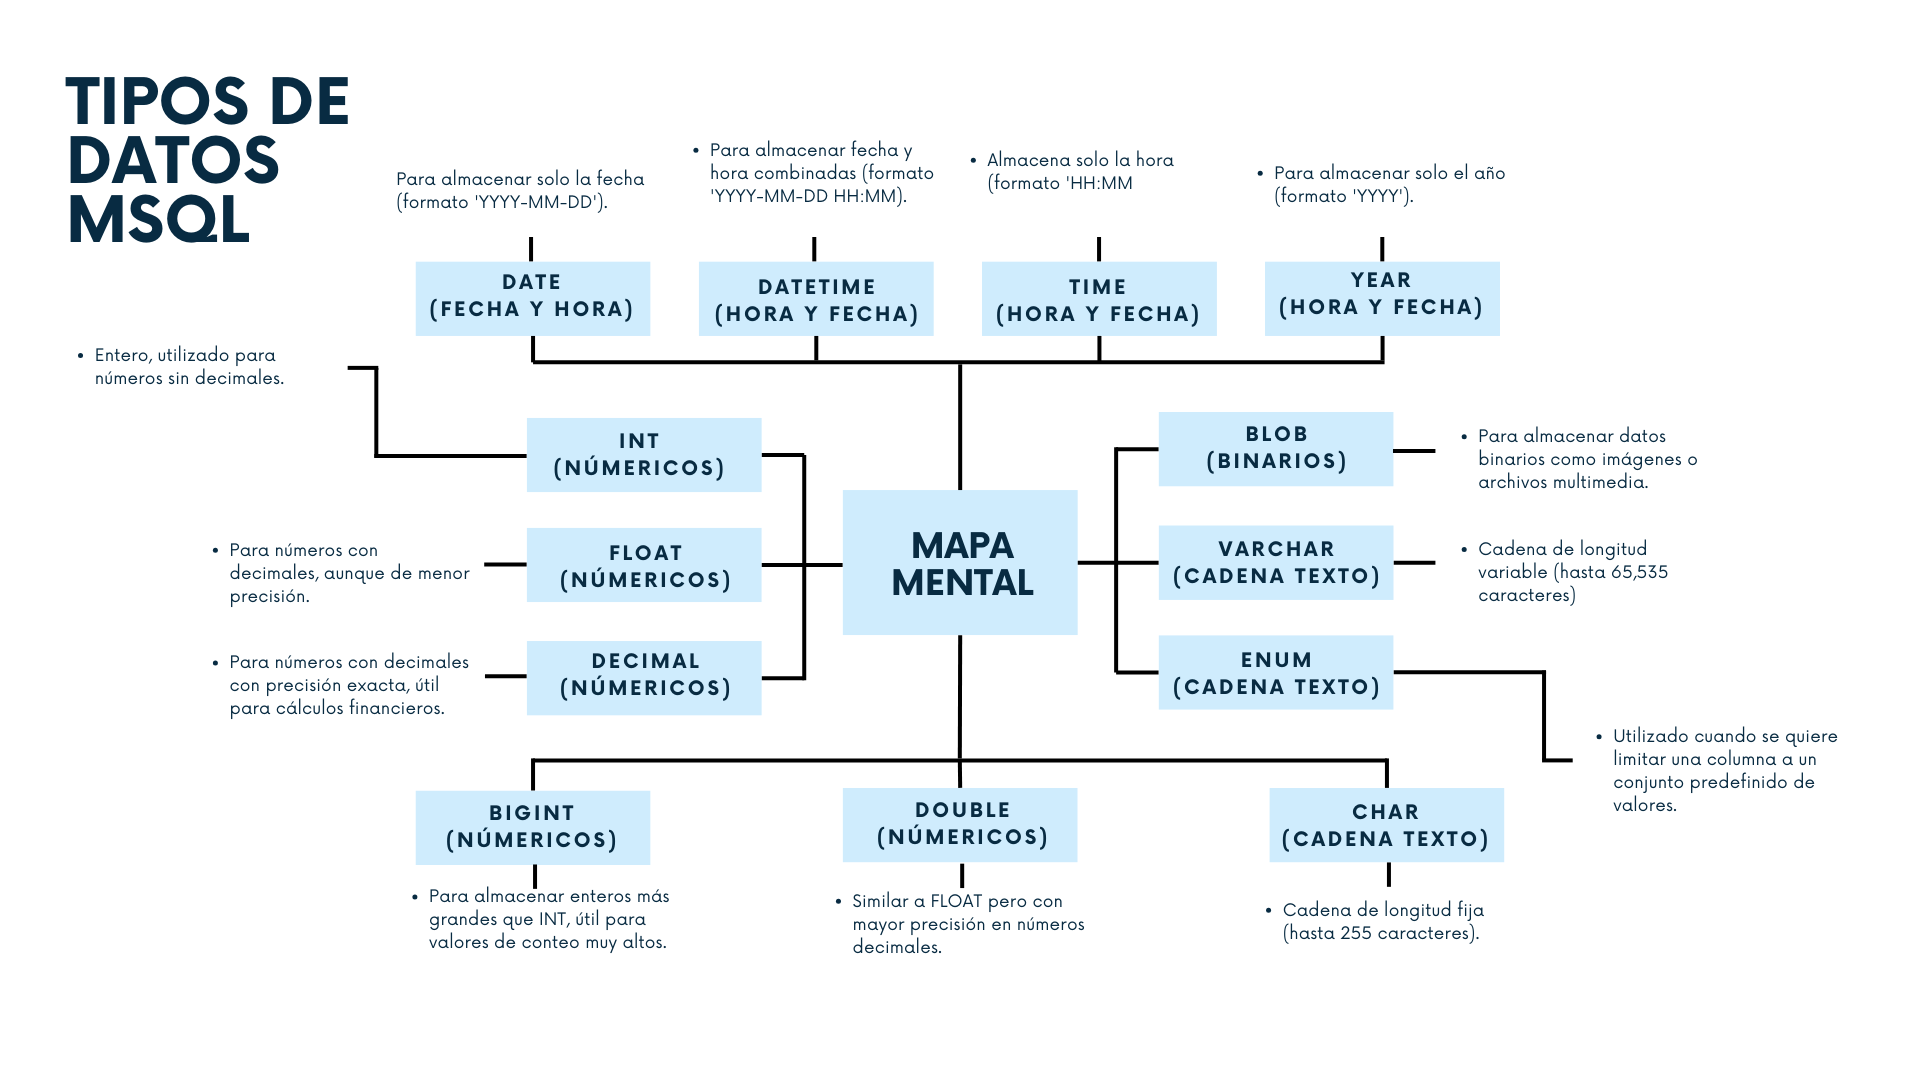 TIPOS DE
DATOS
MSQL
Para almacenar solo la fecha
(formato 'YYYY-MM-DD').
• Para almacenar fecha y
hora combinadas (formato
'YYYY-MM-DD HH:MM).
• Almacena solo la hora
(formato 'HH:MM
• Para almacenar solo el año
(formato 'YYYY').
DATE
(FECHA Y HORA)
DATETIME
(HORA Y FECHA)
TIME
(HORA Y FECHA)
YEAR
(HORA Y FECHA)
• Entero, utilizado para
números sin decimales.
INT
(NÚMERICOS)
• Para números con
decimales, aunque de menor
precisión.
FLOAT
(NÚMERICOS)
• Para números con decimales
con precisión exacta, útil
para cálculos financieros.
DECIMAL
(NÚMERICOS)
MAPA
MENTAL
BLOB
(BINARIOS)
• Para almacenar datos
binarios como imágenes o
archivos multimedia.
VARCHAR
(CADENA TEXTO)
• Cadena de longitud
variable (hasta 65,535
caracteres)
ENUM
(CADENA TEXTO)
• Utilizado cuando se quiere
limitar una columna a un
conjunto predefinido de
valores.
BIGINT
(NÚMERICOS)
• Para almacenar enteros más
grandes que INT, útil para
valores de conteo muy altos.
DOUBLE
(NÚMERICOS)
• Similar a FLOAT pero con
mayor precisión en números
decimales.
CHAR
(CADENA TEXTO)
• Cadena de longitud fija
(hasta 255 caracteres).